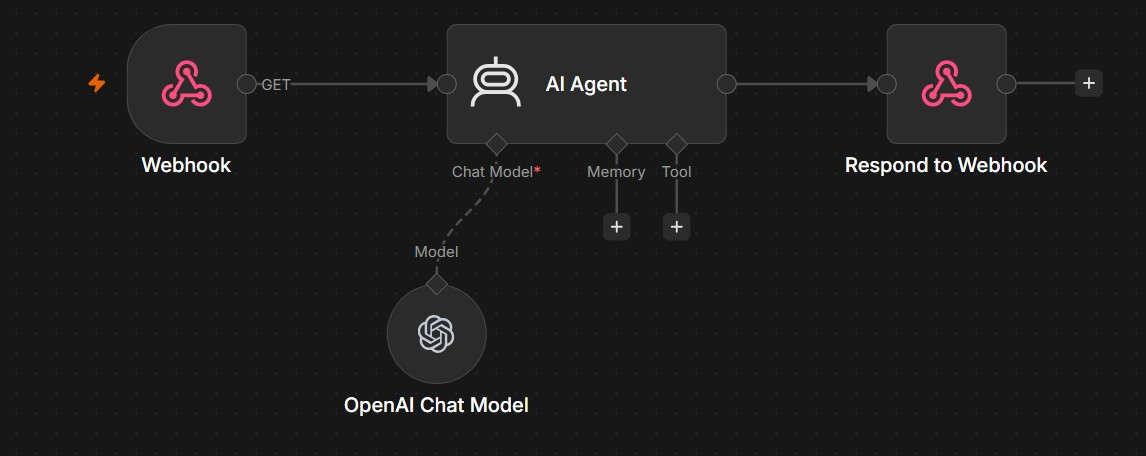 GET
AI Agent
Webhook
Respond to Webhook
Chat Model*
Memory
Tool
Model
OpenAI Chat Model